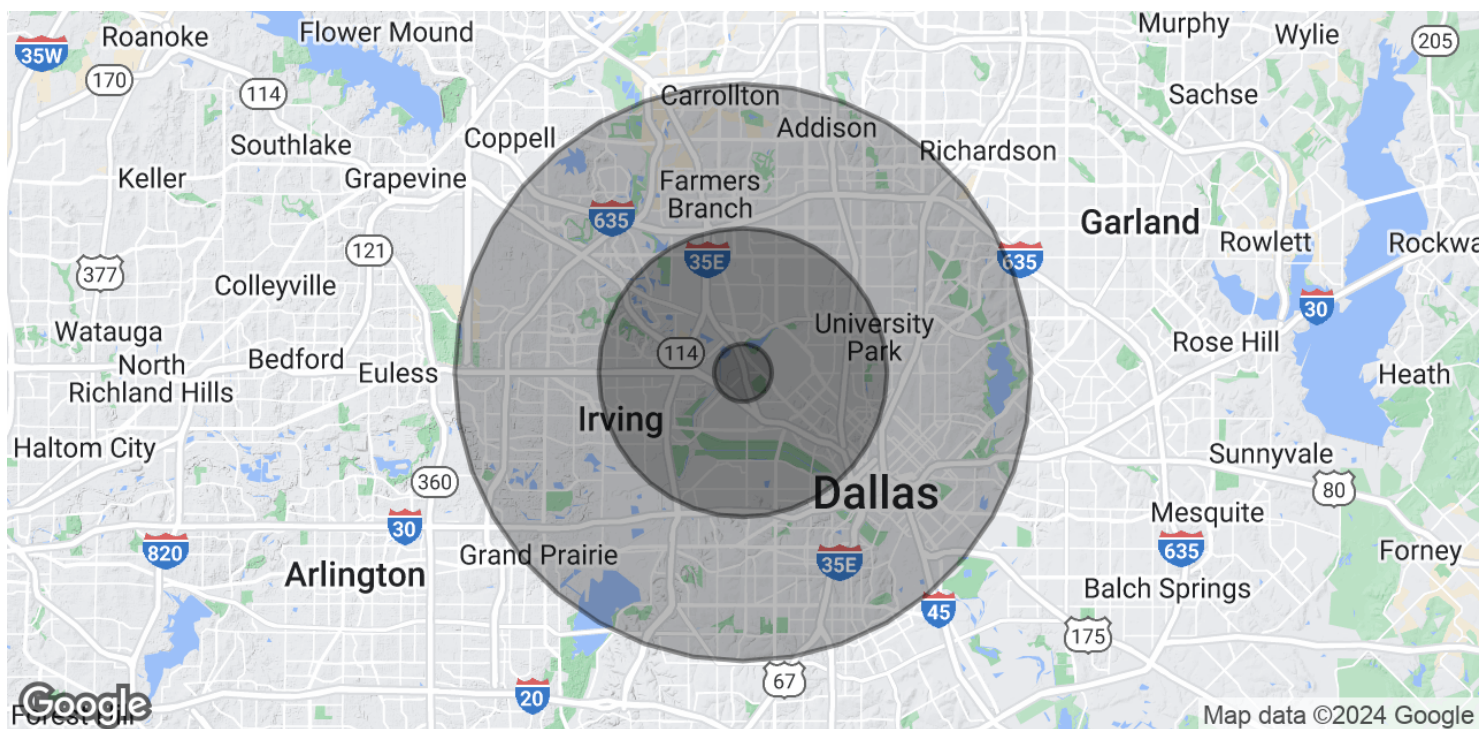 Murphy
Wylie
205
Roanoke
Flower Mound
35W
170
114
Carrollton
Sachse
Addison
Coppell
Southlake
Richardson
Keller
Grapevine
Farmers
Branch
635
Garland
Rowlett
Rockwa
121
35E
635
377
Colleyville
30
University
Park
Watauga
North
Richland Hills
Bedford
Euless
114
Rose Hill
Heath
Irving
Haltom City
Sunnyvale
360
Dallas
80
Mesquite
30
820
Grand Prairie
35E
635
Forney
Arlington
Balch Springs
45
175
67
20
Google
Forest Hill
Map data ©2024 Google